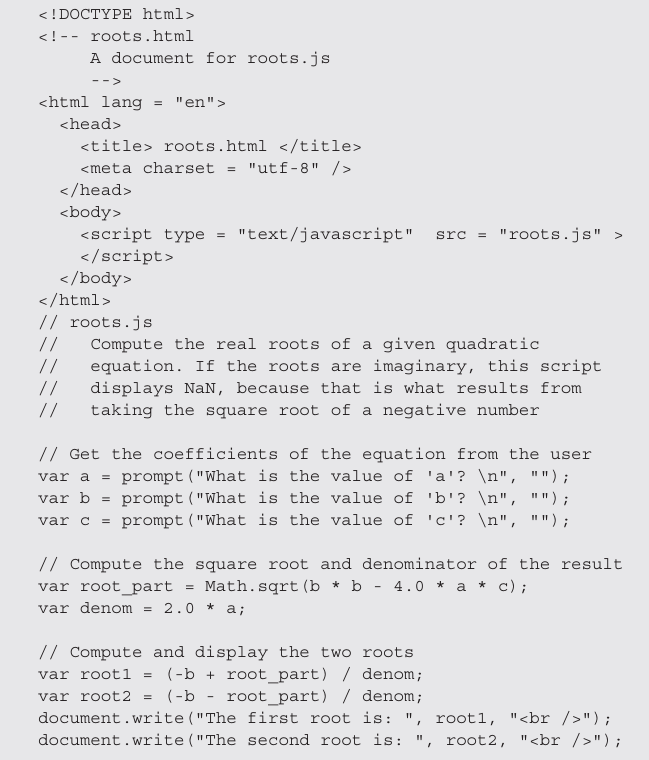 <!DOCTYPE html>
<!-- roots.html
     A document for roots.js
     -->
<html lang = "en">
  <head>
    <title> roots.html </title>
    <meta charset = "utf-8" />
  </head>
  <body>
    <script type = "text/javascript"  src = "roots.js" >
    </script>
  </body>
</html>
// roots.js
//   Compute the real roots of a given quadratic
//   equation. If the roots are imaginary, this script
//   displays NaN, because that is what results from
//   taking the square root of a negative number

// Get the coefficients of the equation from the user
var a = prompt("What is the value of 'a'? \n", "");
var b = prompt("What is the value of 'b'? \n", "");
var c = prompt("What is the value of 'c'? \n", "");

// Compute the square root and denominator of the result
var root_part = Math.sqrt(b * b - 4.0 * a * c);
var denom = 2.0 * a;

// Compute and display the two roots
var root1 = (-b + root_part) / denom;
var root2 = (-b - root_part) / denom;
document.write("The first root is: ", root1, "<br />");
document.write("The second root is: ", root2, "<br />");